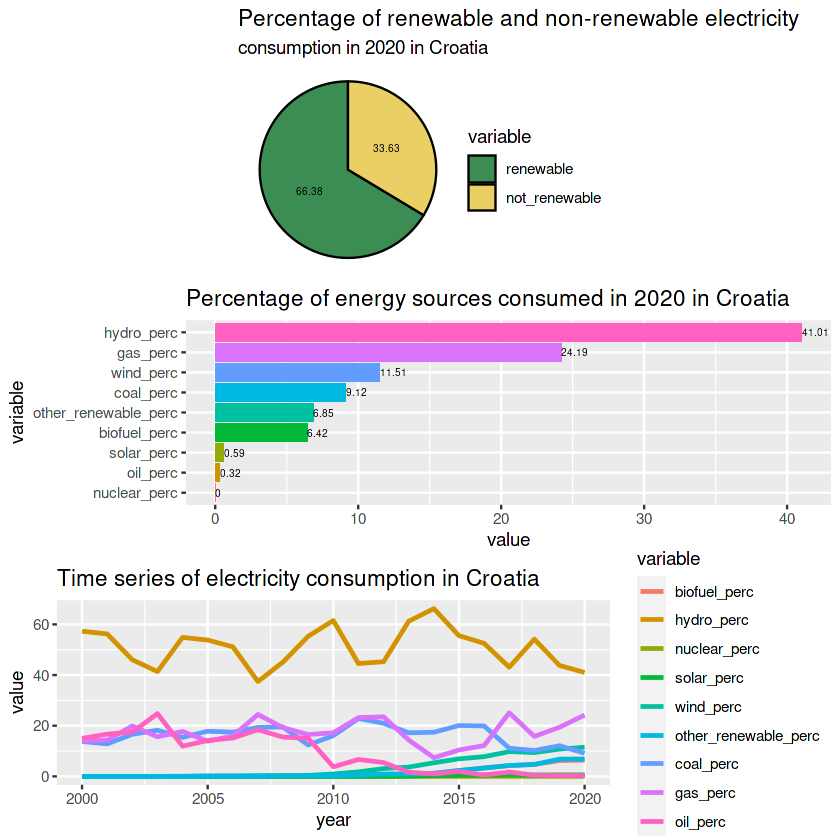 Percentage of renewable and non-renewable electricity
consumption in 2020 in Croatia
33.63
66.38
variable
renewable
not_renewable
Percentage of energy sources consumed in 2020 in Croatia
variable
hydro_perc
41.01
gas_perc
24.19
wind_perc
11.51
coal_perc
9.12
other_renewable_perc
6.85
biofuel_perc
6.42
solar_perc
0.59
oil_perc
0.32
nuclear_perc
0
0 10 20 30 40
value
Time series of electricity consumption in Croatia
value
60
40
20
0
2000 2005 2010 2015 2020
year
variable
biofuel_perc
hydro_perc
nuclear_perc
solar_perc
wind_perc
other_renewable_perc
coal_perc
gas_perc
oil_perc